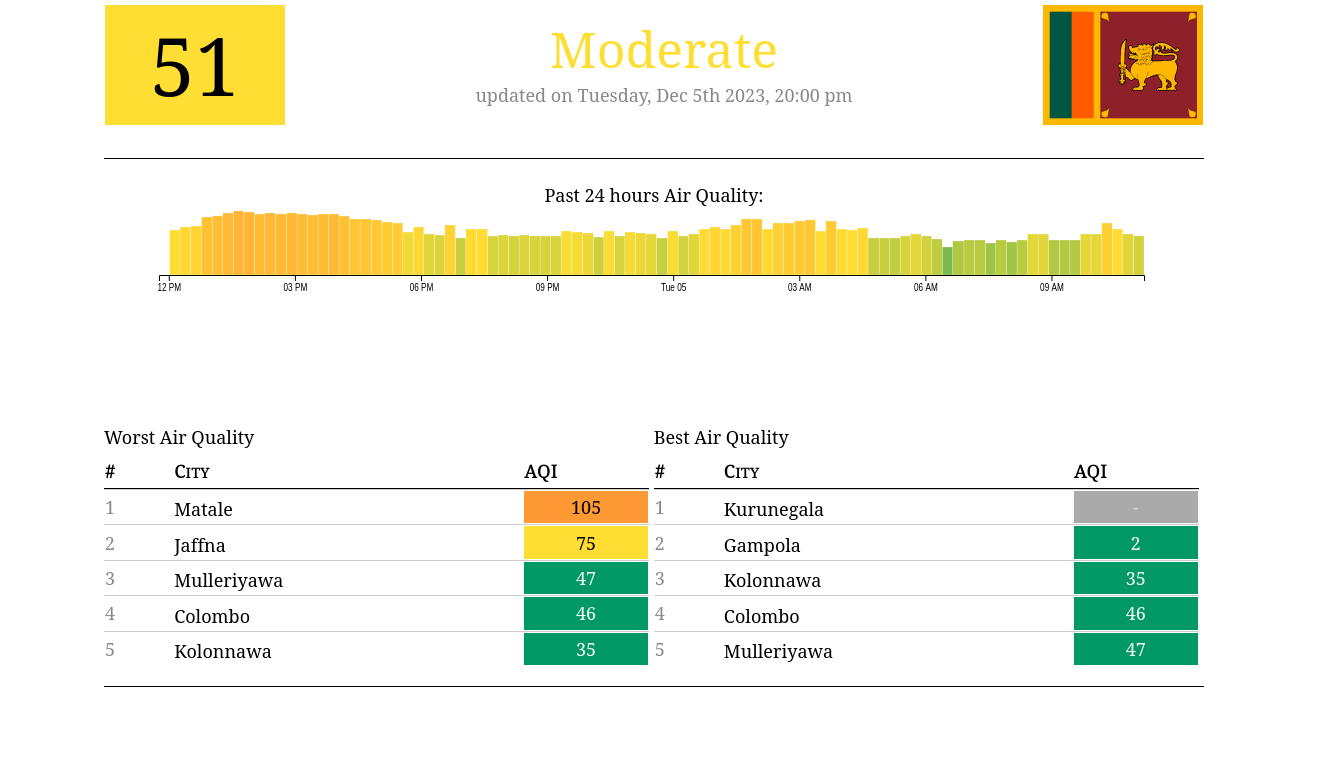 51
Moderate
updated on Tuesday, Dec 5th 2023, 20:00 pm
Past 24 hours Air Quality:
12 PM 03 PM 06 PM 09 PM Tue 05 03 AM 06 AM 09 AM
Worst Air Quality
# City AQI
1 Matale 105
2 Jaffna 75
3 Mulleriyawa 47
4 Colombo 46
5 Kolonnawa 35
Best Air Quality
# City AQI
1 Kurunegala -
2 Gampola 2
3 Kolonnawa 35
4 Colombo 46
5 Mulleriyawa 47